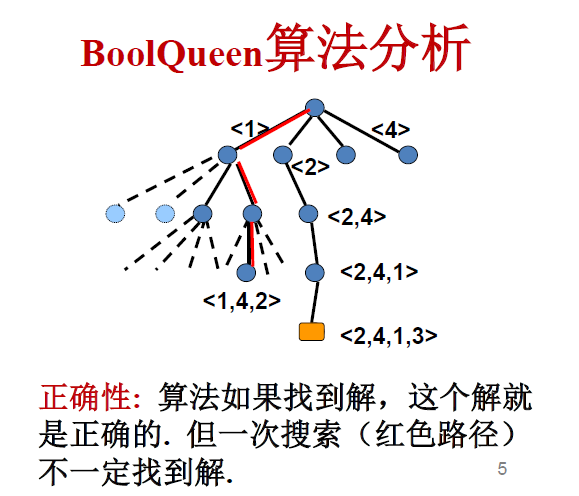 BoolQueen算法分析
<1>
<4>
<2>
<2,4>
<2,4,1>
<1,4,2>
<2,4,1,3>
正确性: 算法如果找到解，这个解就
是正确的. 但一次搜索（红色路径）
不一定找到解.
5